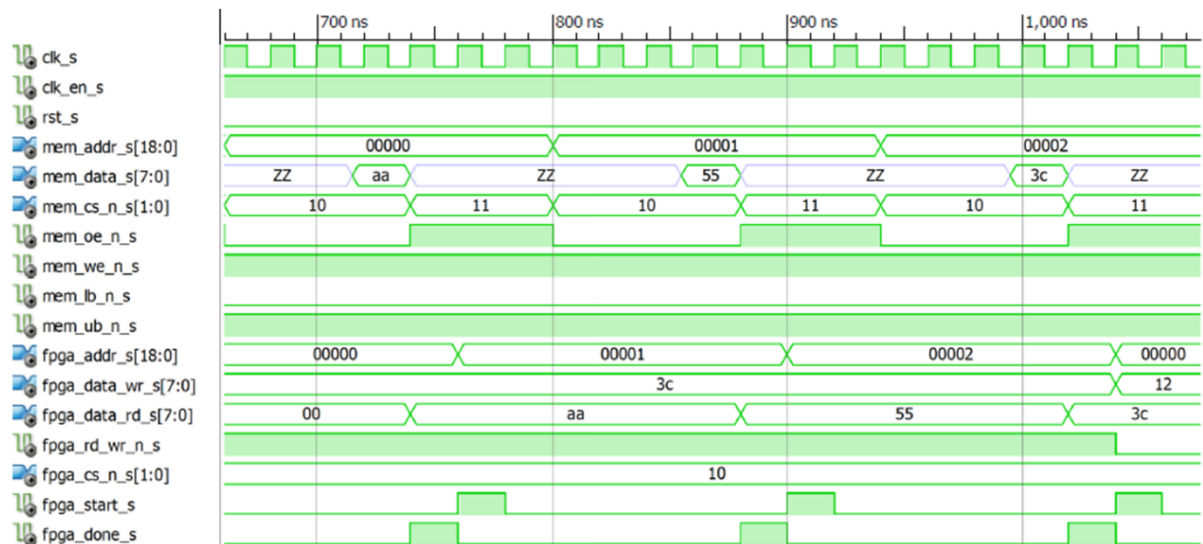 700 ns 800 ns 900 ns 1,000 ns
clk_s
clk_en_s
rst_s
mem_addr_s[18:0] 00000 00001 00002
mem_data_s[7:0] ZZ aa ZZ 55 ZZ 3c ZZ
mem_cs_n_s[1:0] 10 11 10 11 10 11
mem_oe_n_s
mem_we_n_s
mem_lb_n_s
mem_ub_n_s
fpga_addr_s[18:0] 00000 00001 00002 00000
fpga_data_wr_s[7:0] 3c 12
fpga_data_rd_s[7:0] 00 aa 55 3c
fpga_rd_wr_n_s
fpga_cs_n_s[1:0] 10
fpga_start_s
fpga_done_s